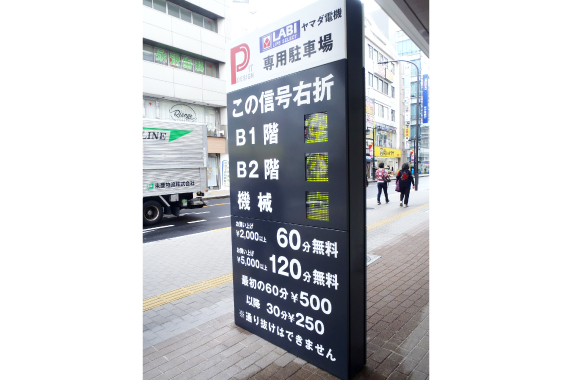 LABI ヤマダ電機
専用駐車場
この信号右折
B1階
B2階
機械
お買い上げ
¥2,000以上 60分無料
お買い上げ
¥5,000以上 120分無料
最初の60分¥500
以降 30分¥250
※通り抜けはできません
LINE